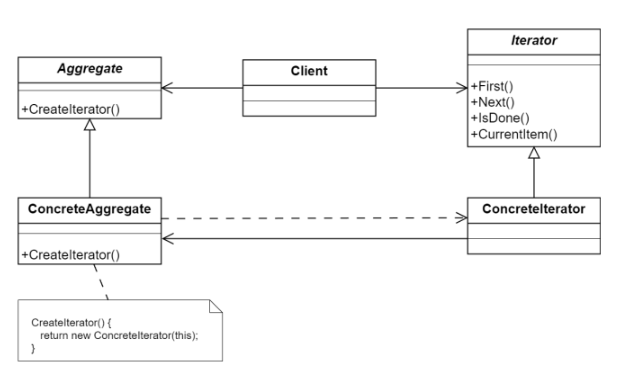 Aggregate
+CreateIterator()
Client
Iterator
+First()
+Next()
+IsDone()
+CurrentItem()
ConcreteAggregate
+CreateIterator()
ConcreteIterator
CreateIterator() {
return new ConcreteIterator(this);
}